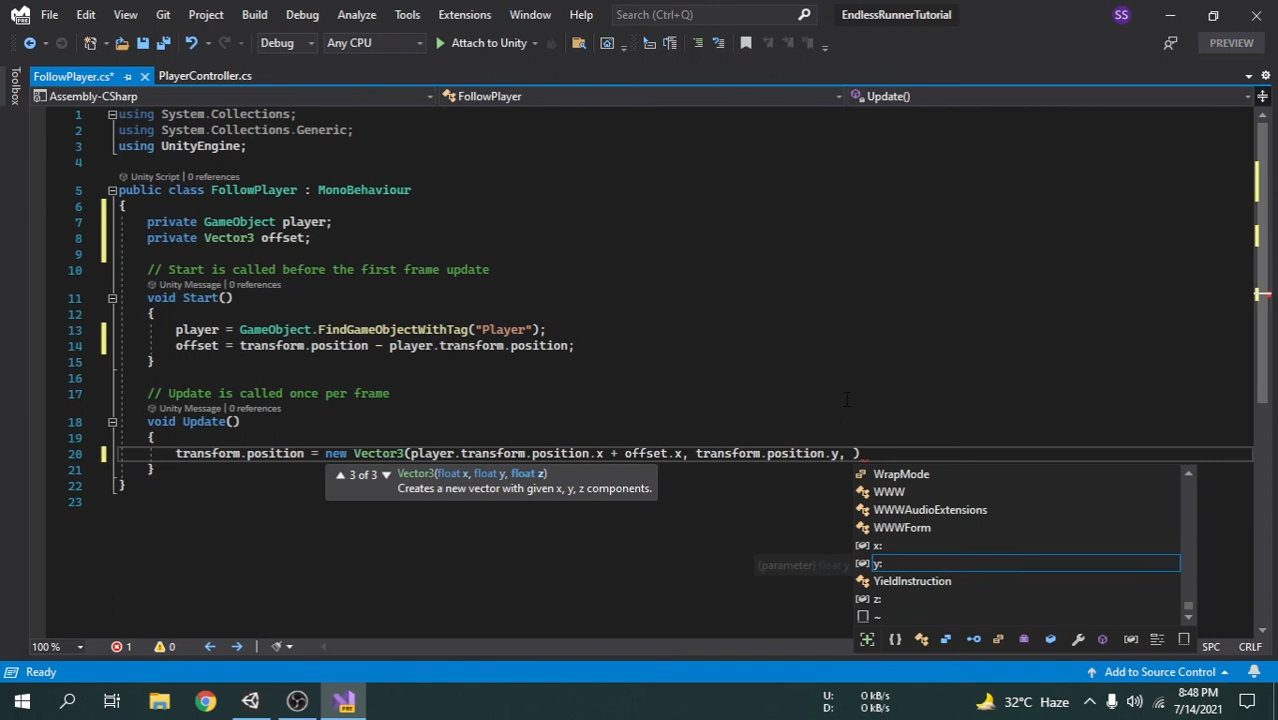 File Edit View Git Project Build Debug Analyze Tools Extensions Window Help Search (Ctrl+Q) EndlessRunnerTutorial SS
Debug Any CPU Attach to Unity PREVIEW
FollowPlayer.cs* PlayerController.cs
Toolbox
Assembly-CSharp FollowPlayer Update()
1 using System.Collections;
2 using System.Collections.Generic;
3 using UnityEngine;
4
Unity Script | 0 references
5 public class FollowPlayer : MonoBehaviour
6 {
7 private GameObject player;
8 private Vector3 offset;
9
10 // Start is called before the first frame update
Unity Message | 0 references
11 void Start()
12 {
13 player = GameObject.FindGameObjectWithTag("Player");
14 offset = transform.position - player.transform.position;
15 }
16
17 // Update is called once per frame
Unity Message | 0 references
18 void Update()
19 {
20 transform.position = new Vector3(player.transform.position.x + offset.x, transform.position.y, )
21 }
22 }
23
3 of 3 Vector3(float x, float y, float z)
Creates a new vector with given x, y, z components.
WrapMode
WWW
WWWAudioExtensions
WWWForm
x:
(parameter) float y y:
YieldInstruction
z:
~
100 % 1 0 SPC CRLF
Ready Add to Source Control
32°C Haze
U: 0 kB/s
D: 0 kB/s
8:48 PM
7/14/2021